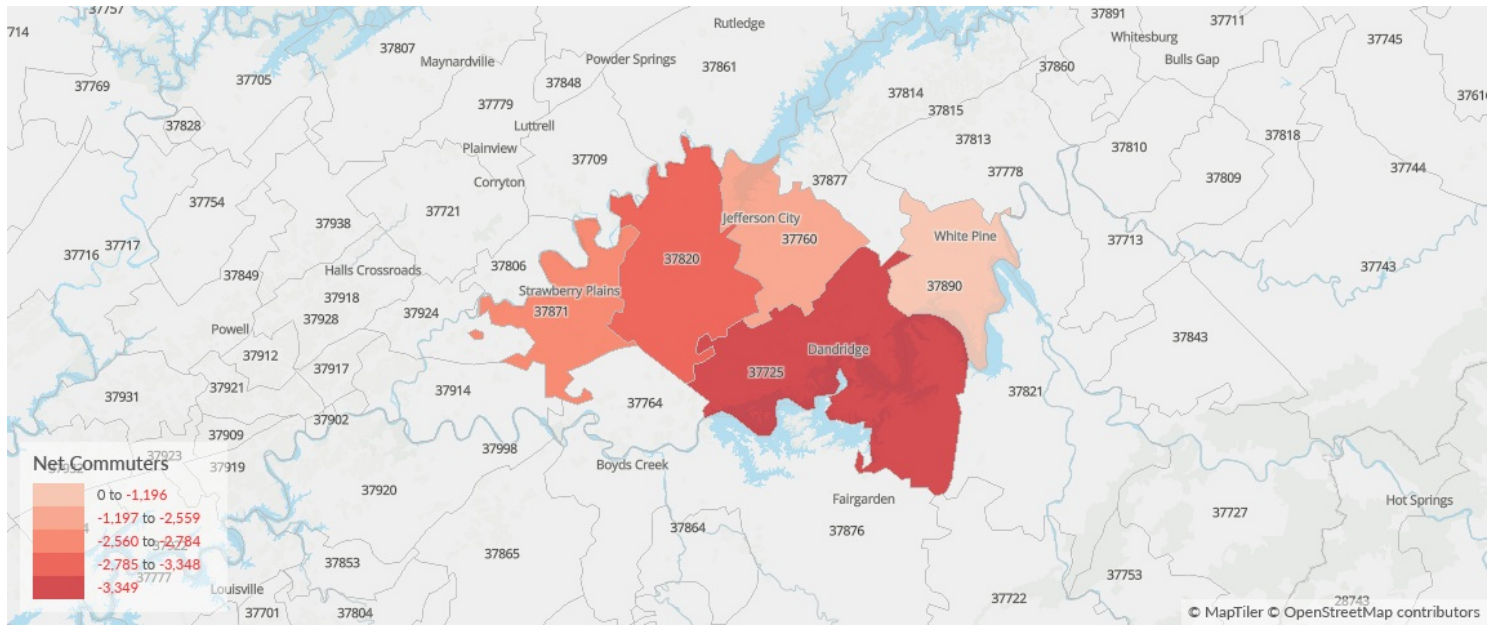 37757
37891
37711
Rutledge
714
Whitesburg
37745
37807
Maynardville
Powder Springs
37861
37860
Bulls Gap
37769
37705
37848
37814
3761
37779
37815
37828
Luttrell
37813
37818
Plainview
37709
37810
37778
37744
Corryton
37877
37809
37754
37721
37938
Jefferson City
37716
37717
37760
White Pine
37713
37820
37806
37743
37849
Halls Crossroads
Strawberry Plains
37890
37918
37871
37924
37928
Powell
37843
37912
Dandridge
37917
37725
37921
37914
37821
37931
37764
37902
37909
37998
Net Commuters
37923
37919
Boyds Creek
0 to -1,196
37920
Fairgarden
Hot Springs
-1,197 to -2,559
37727
37864
37876
-2,560 to -2,784
37922
37865
-2,785 to -3,348
37853
37777
37753
-3,349
Louisville
37722
28743
37701
37804
© MapTiler © OpenStreetMap contributors